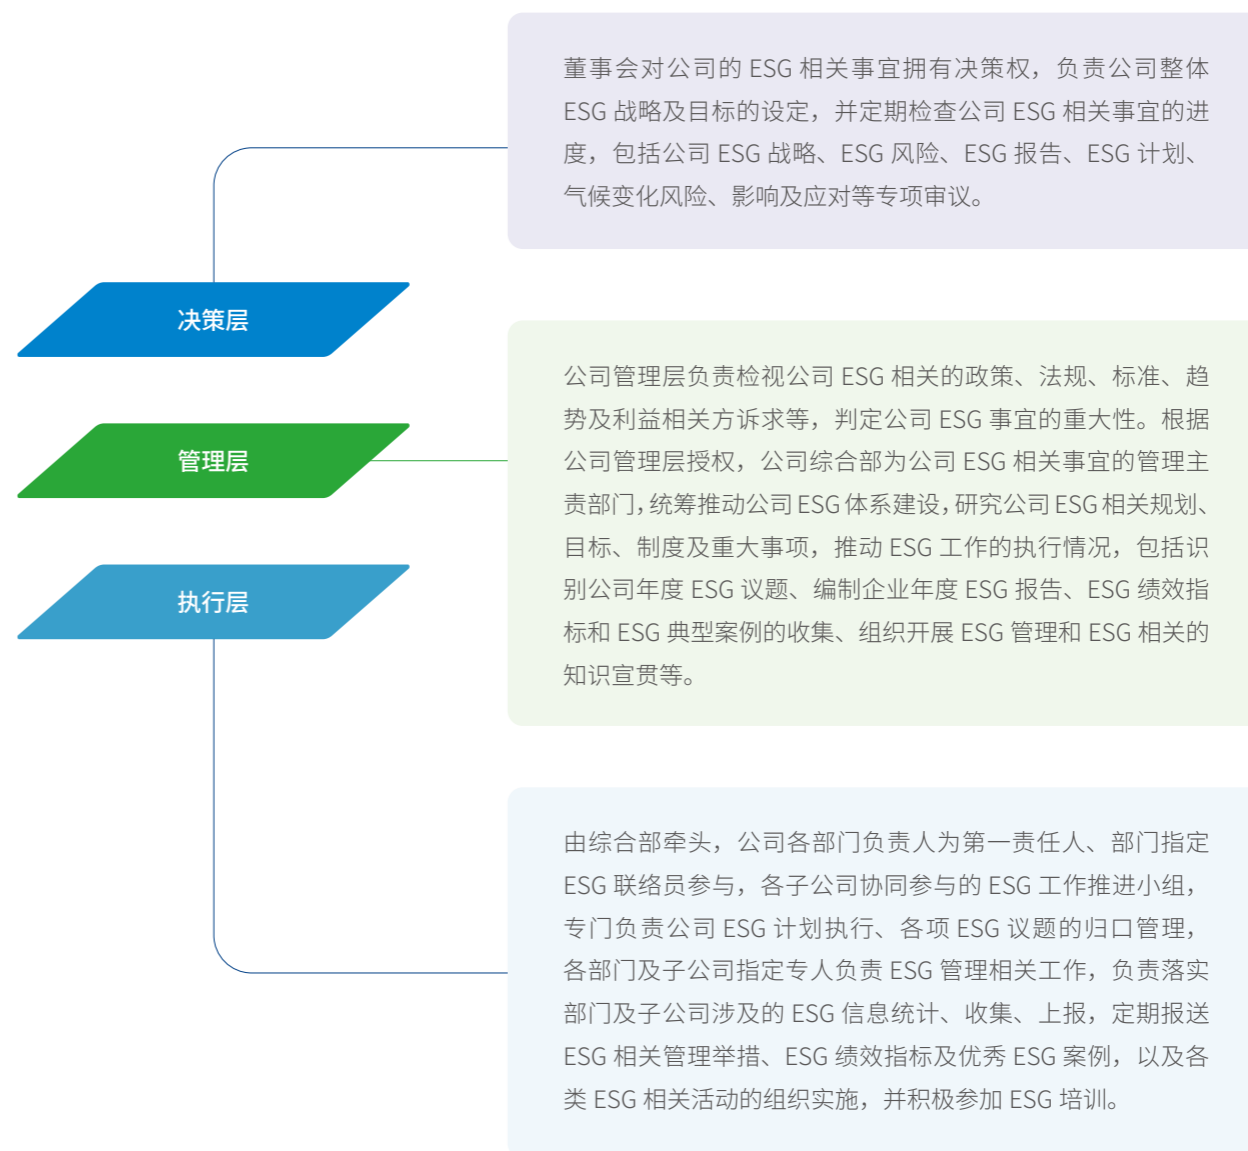 董事会对公司的 ESG 相关事宜拥有决策权，负责公司整体
ESG 战略及目标的设定，并定期检查公司 ESG 相关事宜的进
度，包括公司 ESG 战略、ESG 风险、ESG 报告、ESG 计划、
气候变化风险、影响及应对等专项审议。
决策层
公司管理层负责检视公司 ESG 相关的政策、法规、标准、趋
势及利益相关方诉求等，判定公司 ESG 事宜的重大性。根据
公司管理层授权，公司综合部为公司 ESG 相关事宜的管理主
责部门，统筹推动公司 ESG 体系建设，研究公司 ESG 相关规划、
目标、制度及重大事项，推动 ESG 工作的执行情况，包括识
别公司年度 ESG 议题、编制企业年度 ESG 报告、ESG 绩效指
标和 ESG 典型案例的收集、组织开展 ESG 管理和 ESG 相关的
知识宣贯等。
管理层
执行层
由综合部牵头，公司各部门负责人为第一责任人、部门指定
ESG 联络员参与，各子公司协同参与的 ESG 工作推进小组，
专门负责公司 ESG 计划执行、各项 ESG 议题的归口管理，
各部门及子公司指定专人负责 ESG 管理相关工作，负责落实
部门及子公司涉及的 ESG 信息统计、收集、上报，定期报送
ESG 相关管理举措、ESG 绩效指标及优秀 ESG 案例，以及各
类 ESG 相关活动的组织实施，并积极参加 ESG 培训。